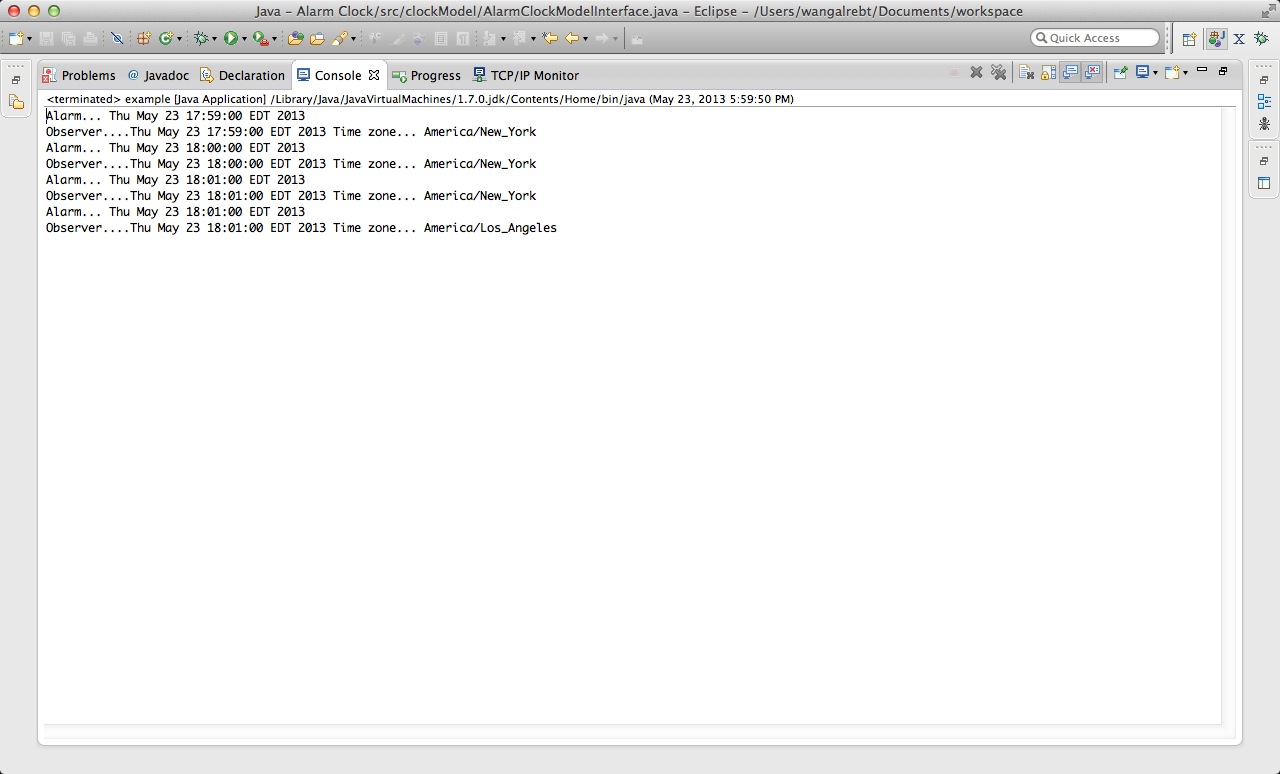 Java – Alarm Clock/src/clockModel/AlarmClockModelInterface.java – Eclipse – /Users/wangalrebt/Documents/workspace
Quick Access
Problems @ Javadoc Declaration Console Progress TCP/IP Monitor
<terminated> example [Java Application] /Library/Java/JavaVirtualMachines/1.7.0.jdk/Contents/Home/bin/java (May 23, 2013 5:59:50 PM)
Alarm... Thu May 23 17:59:00 EDT 2013
Observer....Thu May 23 17:59:00 EDT 2013 Time zone... America/New_York
Alarm... Thu May 23 18:00:00 EDT 2013
Observer....Thu May 23 18:00:00 EDT 2013 Time zone... America/New_York
Alarm... Thu May 23 18:01:00 EDT 2013
Observer....Thu May 23 18:01:00 EDT 2013 Time zone... America/New_York
Alarm... Thu May 23 18:01:00 EDT 2013
Observer....Thu May 23 18:01:00 EDT 2013 Time zone... America/Los_Angeles